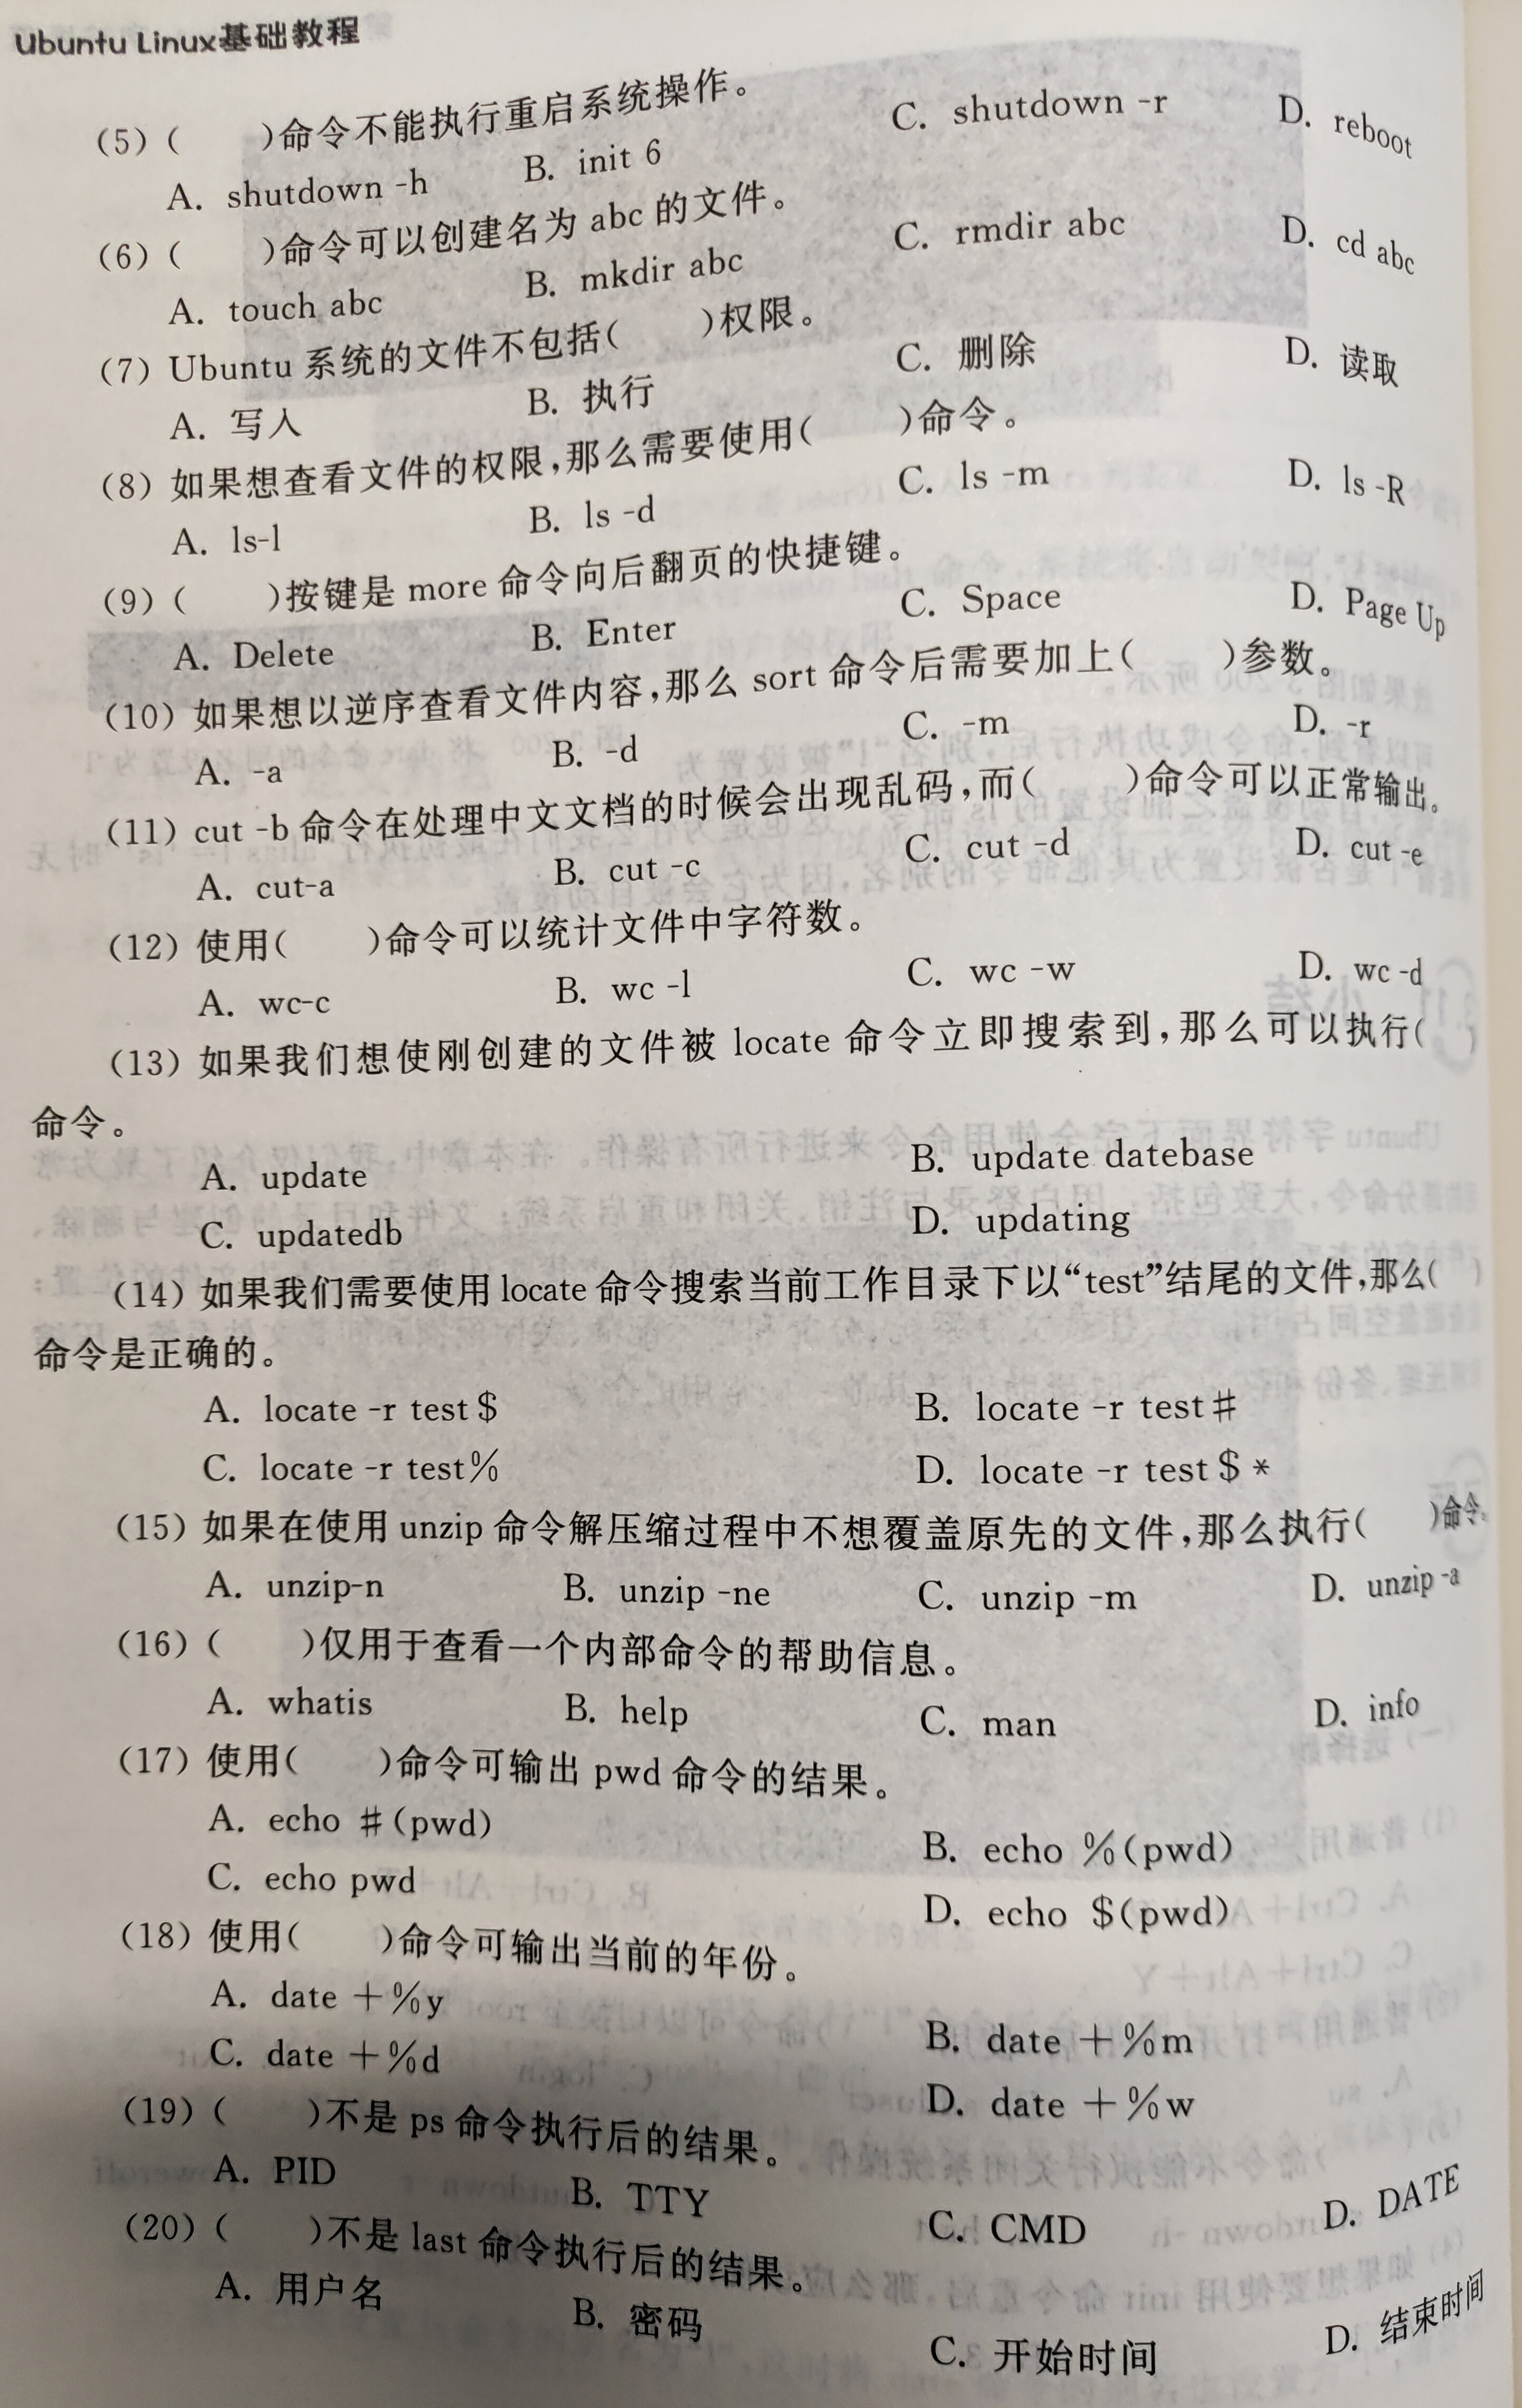 Ubuntu Linux基础教程
(5) (　　)命令不能执行重启系统操作。
A. shutdown -h　B. init 6　C. shutdown -r　D. reboot
(6) (　　)命令可以创建名为 abc 的文件。
A. touch abc　B. mkdir abc　C. rmdir abc　D. cd abc
(7) Ubuntu 系统的文件不包括(　　)权限。
A. 写入　B. 执行　C. 删除　D. 读取
(8) 如果想查看文件的权限,那么需要使用(　　)命令。
A. ls-l　B. ls -d　C. ls -m　D. ls -R
(9) (　　)按键是 more 命令向后翻页的快捷键。
A. Delete　B. Enter　C. Space　D. Page Up
(10) 如果想以逆序查看文件内容,那么 sort 命令后需要加上(　　)参数。
A. -a　B. -d　C. -m　D. -r
(11) cut -b 命令在处理中文文档的时候会出现乱码,而(　　)命令可以正常输出。
A. cut-a　B. cut -c　C. cut -d　D. cut -e
(12) 使用(　　)命令可以统计文件中字符数。
A. wc-c　B. wc -l　C. wc -w　D. wc -d
(13) 如果我们想使刚创建的文件被 locate 命令立即搜索到,那么可以执行(　　)
命令。
A. update　B. update datebase
C. updatedb　D. updating
(14) 如果我们需要使用 locate 命令搜索当前工作目录下以“test”结尾的文件,那么(　　)
命令是正确的。
A. locate -r test$　B. locate -r test#
C. locate -r test%　D. locate -r test$*
(15) 如果在使用 unzip 命令解压缩过程中不想覆盖原先的文件,那么执行(　　)命令。
A. unzip-n　B. unzip -ne　C. unzip -m　D. unzip -a
(16) (　　)仅用于查看一个内部命令的帮助信息。
A. whatis　B. help　C. man　D. info
(17) 使用(　　)命令可输出 pwd 命令的结果。
A. echo #(pwd)　B. echo %(pwd)
C. echo pwd　D. echo $(pwd)
(18) 使用(　　)命令可输出当前的年份。
A. date +%y　B. date +%m
C. date +%d　D. date +%w
(19) (　　)不是 ps 命令执行后的结果。
A. PID　B. TTY　C. CMD　D. DATE
(20) (　　)不是 last 命令执行后的结果。
A. 用户名　B. 密码　C. 开始时间　D. 结束时间